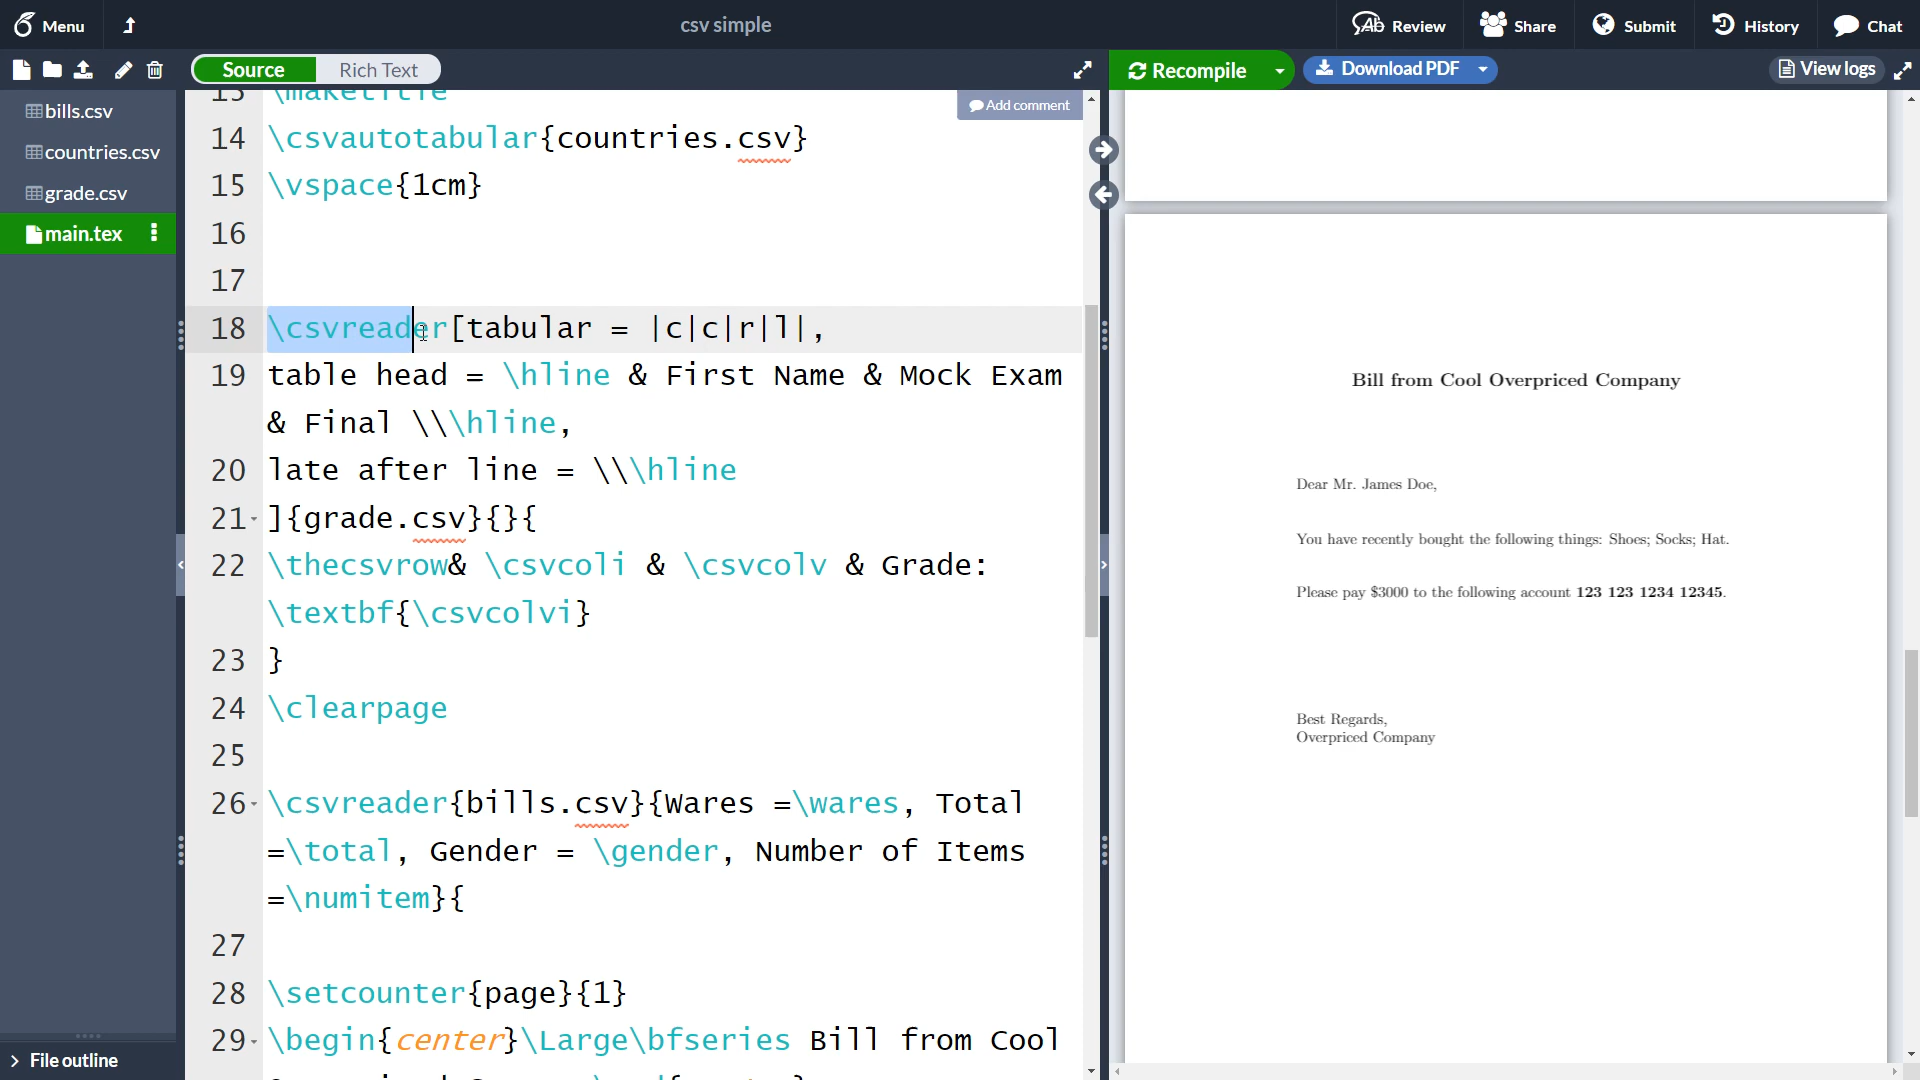 Menu
csv simple
Review
Share
Submit
History
Chat
Source
Rich Text
Recompile
Download PDF
View logs
bills.csv
countries.csv
grade.csv
main.tex
File outline
Add comment
13 \maketitle
14 \csvautotabular{countries.csv}
15 \vspace{1cm}
16
17
18 \csvreader[tabular = |c|c|r|l|,
19 table head = \hline & First Name & Mock Exam
& Final \\\hline,
20 late after line = \\\hline
21 ]{grade.csv}{}{
22 \thecsvrow& \csvcoli & \csvcolv & Grade:
\textbf{\csvcolvi}
23 }
24 \clearpage
25
26 \csvreader{bills.csv}{Wares =\wares, Total
=\total, Gender = \gender, Number of Items
=\numitem}{
27
28 \setcounter{page}{1}
29 \begin{center}\Large\bfseries Bill from Cool
Bill from Cool Overpriced Company
Dear Mr. James Doe,
You have recently bought the following things: Shoes; Socks; Hat.
Please pay $3000 to the following account 123 123 1234 12345.
Best Regards,
Overpriced Company